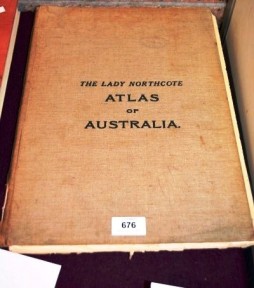 THE LADY NORTHCOTE
ATLAS
OF
AUSTRALIA.
676